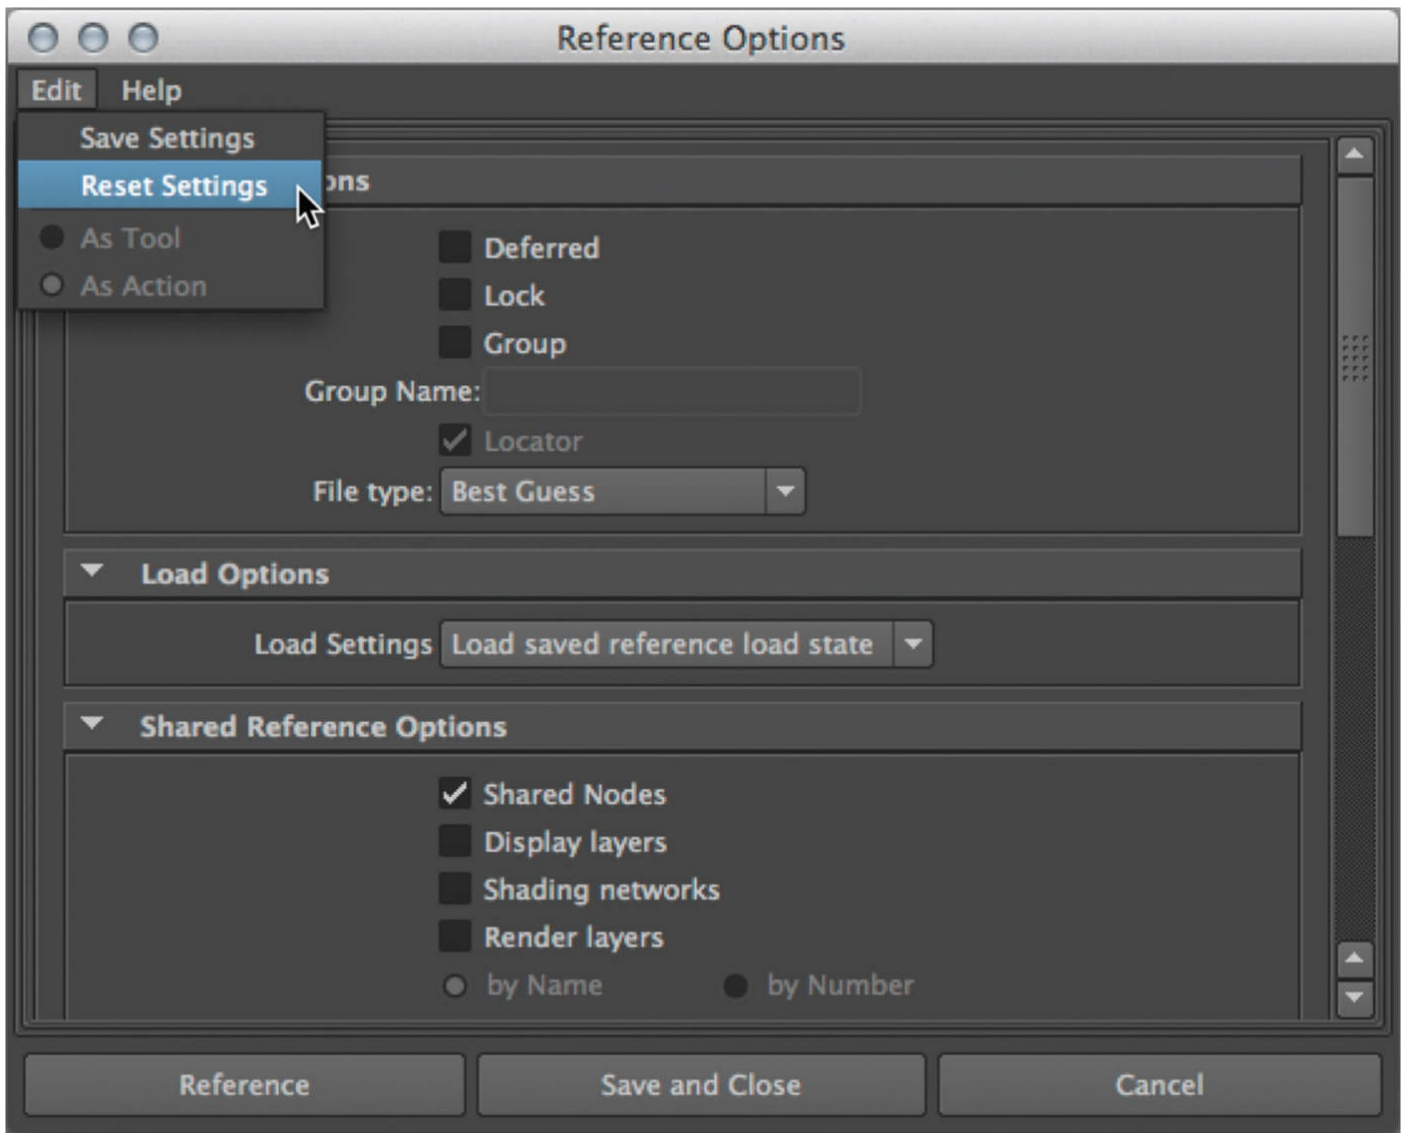 Reference Options
Edit Help
Save Settings
Reset Settings
As Tool
As Action
Deferred
Lock
Group
Group Name:
Locator
File type: Best Guess
Load Options
Load Settings Load saved reference load state
Shared Reference Options
Shared Nodes
Display layers
Shading networks
Render layers
by Name by Number
Reference Save and Close Cancel